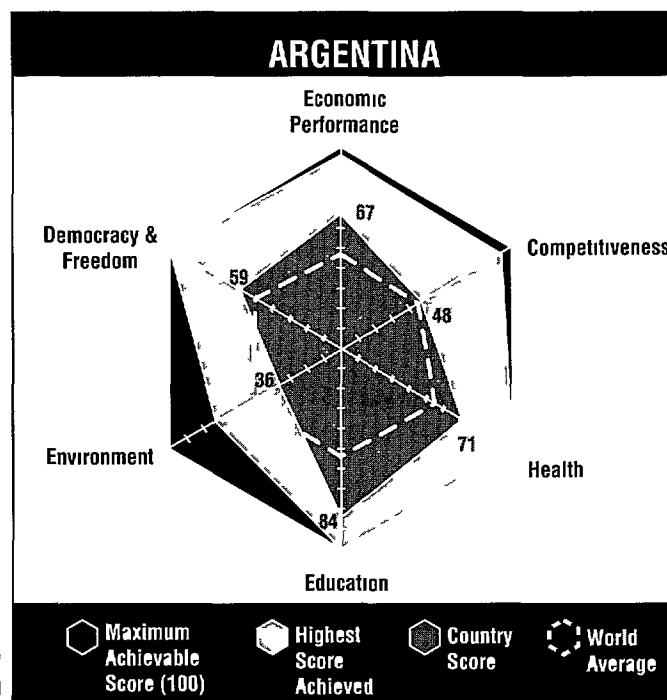 ARGENTINA
Economic
Performance
67
Democracy &
Freedom
Competitiveness
59
48
36
71
Environment
Health
84
Education
Maximum
Achievable
Score (100)
Highest
Score
Achieved
Country
Score
World
Average